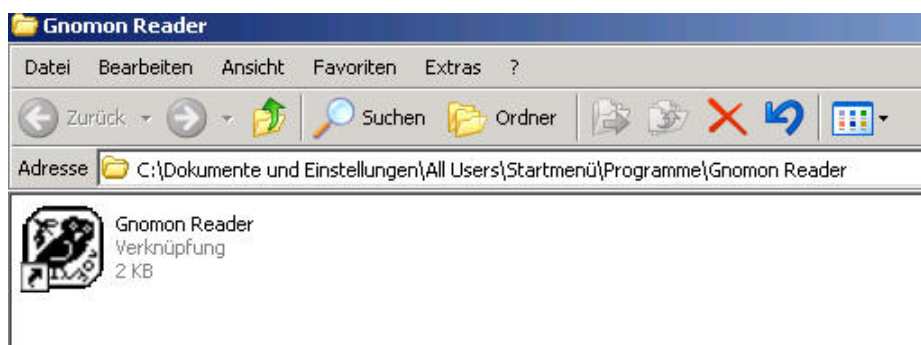 Gnomon Reader
Datei Bearbeiten Ansicht Favoriten Extras ?
Zurück Suchen Ordner
Adresse C:\Dokumente und Einstellungen\All Users\Startmenü\Programme\Gnomon Reader
Gnomon Reader
Verknüpfung
2 KB